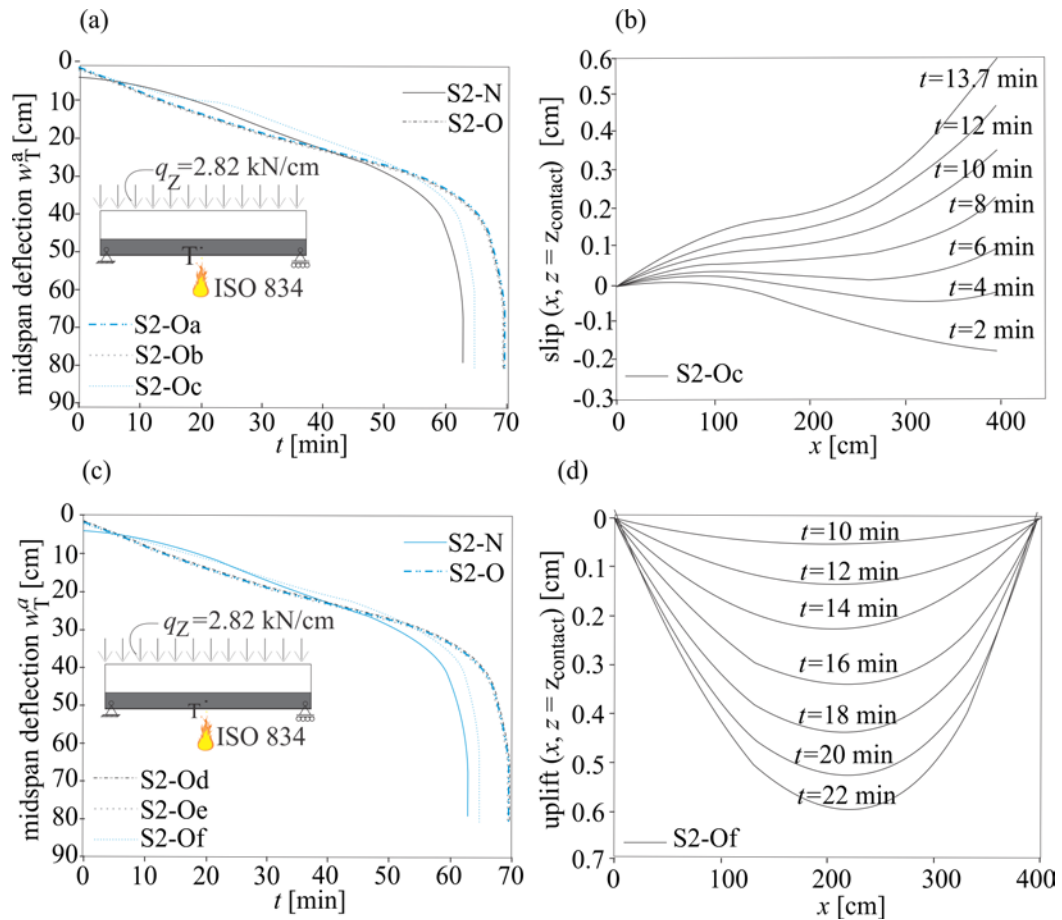 (a)
0
10
20
30
40
50
60
70
80
90
midspan deflection w_T^a [cm]
S2-N
S2-O
q_Z=2.82 kN/cm
T
ISO 834
S2-Oa
S2-Ob
S2-Oc
0 10 20 30 40 50 60 70
t [min]
(b)
0.6
0.5
0.4
0.3
0.2
0.1
0
-0.1
-0.2
-0.3
slip (x, z = z_contact) [cm]
t=13.7 min
t=12 min
t=10 min
t=8 min
t=6 min
t=4 min
t=2 min
S2-Oc
0 100 200 300 400
x [cm]
(c)
0
10
20
30
40
50
60
70
80
90
midspan deflection w_T^a [cm]
S2-N
S2-O
q_Z=2.82 kN/cm
T
ISO 834
S2-Od
S2-Oe
S2-Of
0 10 20 30 40 50 60 70
t [min]
(d)
0
0.1
0.2
0.3
0.4
0.5
0.6
0.7
uplift (x, z = z_contact) [cm]
t=10 min
t=12 min
t=14 min
t=16 min
t=18 min
t=20 min
t=22 min
S2-Of
0 100 200 300 400
x [cm]